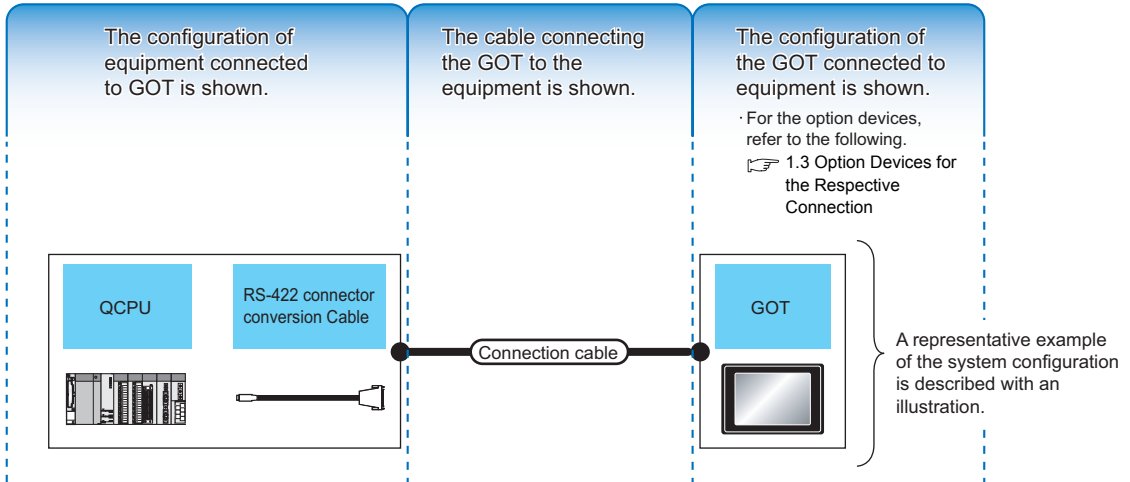 The configuration of
equipment connected
to GOT is shown.
The cable connecting
the GOT to the
equipment is shown.
The configuration of
the GOT connected to
equipment is shown.
· For the option devices,
refer to the following.
1.3 Option Devices for
the Respective
Connection
QCPU
RS-422 connector
conversion Cable
Connection cable
GOT
A representative example
of the system configuration
is described with an
illustration.